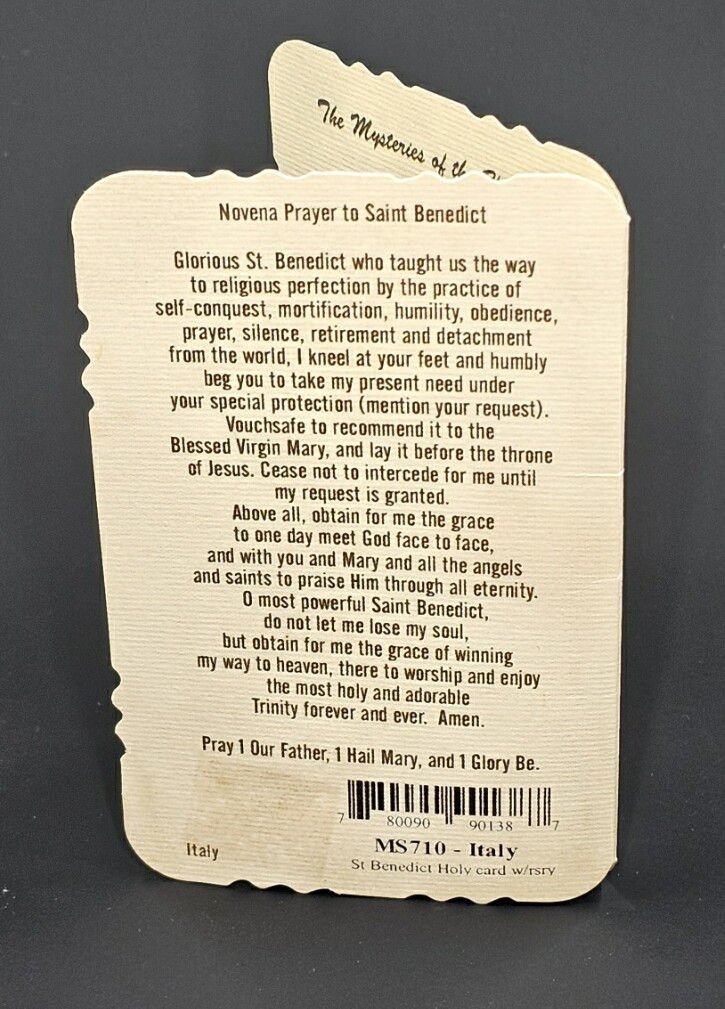 The Mysteries of the
Novena Prayer to Saint Benedict
Glorious St. Benedict who taught us the way
to religious perfection by the practice of
self-conquest, mortification, humility, obedience,
prayer, silence, retirement and detachment
from the world, I kneel at your feet and humbly
beg you to take my present need under
your special protection (mention your request).
Vouchsafe to recommend it to the
Blessed Virgin Mary, and lay it before the throne
of Jesus. Cease not to intercede for me until
my request is granted.
Above all, obtain for me the grace
to one day meet God face to face,
and with you and Mary and all the angels
and saints to praise Him through all eternity.
O most powerful Saint Benedict,
do not let me lose my soul,
but obtain for me the grace of winning
my way to heaven, there to worship and enjoy
the most holy and adorable
Trinity forever and ever. Amen.
Pray 1 Our Father, 1 Hail Mary, and 1 Glory Be.
7 80090 90138 7
MS710 - Italy
St Benedict Holy card w/rsry
Italy